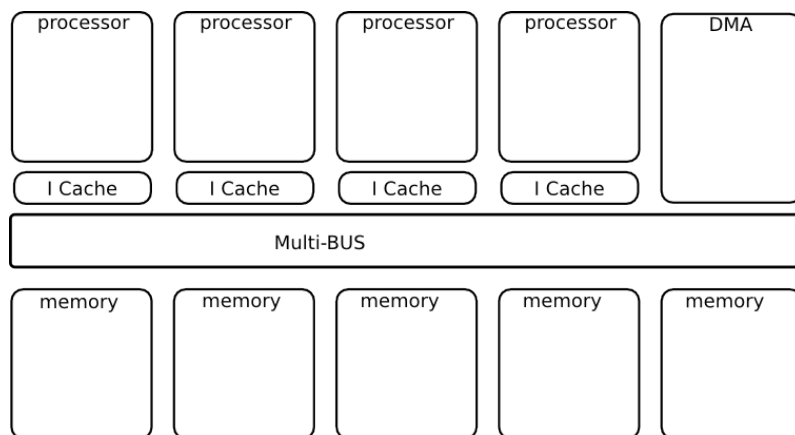 processor processor processor processor DMA
I Cache I Cache I Cache I Cache
Multi-BUS
memory memory memory memory memory